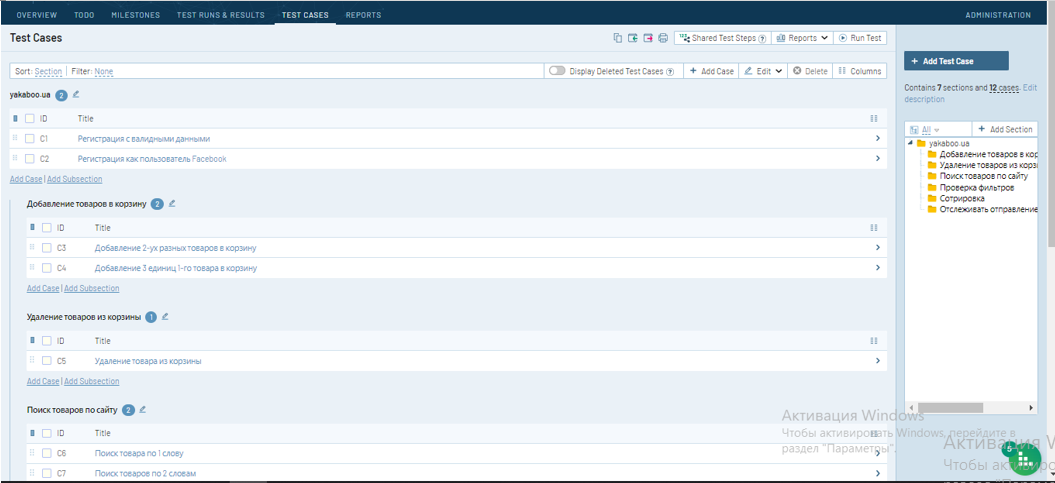 OVERVIEW TODO MILESTONES TEST RUNS & RESULTS TEST CASES REPORTS ADMINISTRATION
Test Cases
Shared Test Steps ? Reports Run Test
+ Add Test Case
Sort: Section | Filter: None
Display Deleted Test Cases ? + Add Case Edit Delete Columns
Contains 7 sections and 12 cases. Edit
description
yakaboo.ua 2
ID Title
C1 Регистрация с валидными данными
C2 Регистрация как пользователь Facebook
Add Case | Add Subsection
All + Add Section
yakaboo.ua
Добавление товаров в кор
Удаление товаров из корз
Поиск товаров по сайту
Проверка фильтров
Сотрировка
Отслеживать отправление
Добавление товаров в корзину 2
ID Title
C3 Добавление 2-ух разных товаров в корзину
C4 Добавление 3 единиц 1-го товара в корзину
Add Case | Add Subsection
Удаление товаров из корзины 1
ID Title
C5 Удаление товара из корзины
Add Case | Add Subsection
Поиск товаров по сайту 2
ID Title
C6 Поиск товара по 1 слову
C7 Поиск товаров по 2 словам
Активация Windows
Чтобы активировать Windows, перейдите в
раздел "Параметры".
Активация W
Чтобы активиро
5